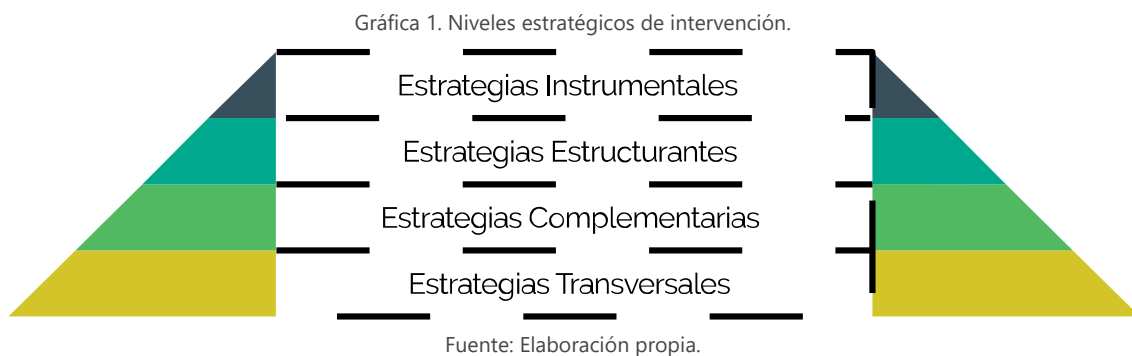 Gráfica 1. Niveles estratégicos de intervención.
Estrategias Instrumentales
Estrategias Estructurantes
Estrategias Complementarias
Estrategias Transversales
Fuente: Elaboración propia.